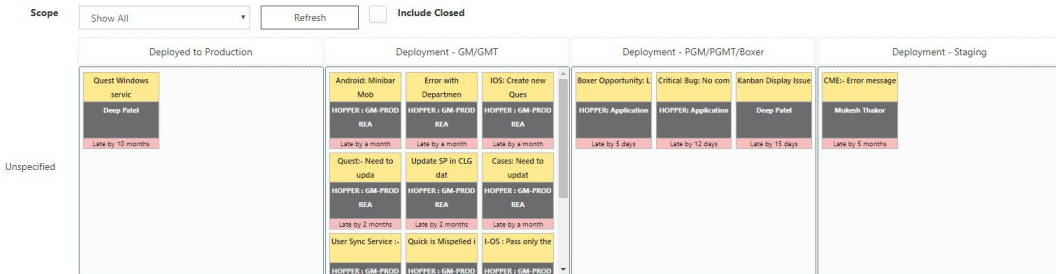 Scope
Show All
Refresh
Include Closed
Deployed to Production
Deployment - GM/GMT
Deployment - PGM/PGMT/Boxer
Deployment - Staging
Unspecified
Quest Windows
servic
Deep Patel
Late by 10 months
Android: Minibar
Mob
HOPPER : GM-PROD
REA
Late by a month
Error with
Departmen
HOPPER : GM-PROD
REA
Late by a month
IOS: Create new
Ques
HOPPER : GM-PROD
REA
Late by a month
Quest:- Need to
upda
HOPPER : GM-PROD
REA
Late by 2 months
Update SP in CLG
dat
HOPPER : GM-PROD
REA
Late by 2 months
Cases: Need to
updat
HOPPER : GM-PROD
REA
Late by a month
User Sync Service :-
HOPPER : GM-PROD
Quick is Mispelled i
HOPPER : GM-PROD
I-OS : Pass only the
HOPPER : GM-PROD
Boxer Opportunity: L
HOPPER: Application
Late by 5 days
Critical Bug: No com
HOPPER: Application
Late by 12 days
Kanban Display Issue
Deep Patel
Late by 15 days
CME:- Error message
Mukesh Thakor
Late by 5 months